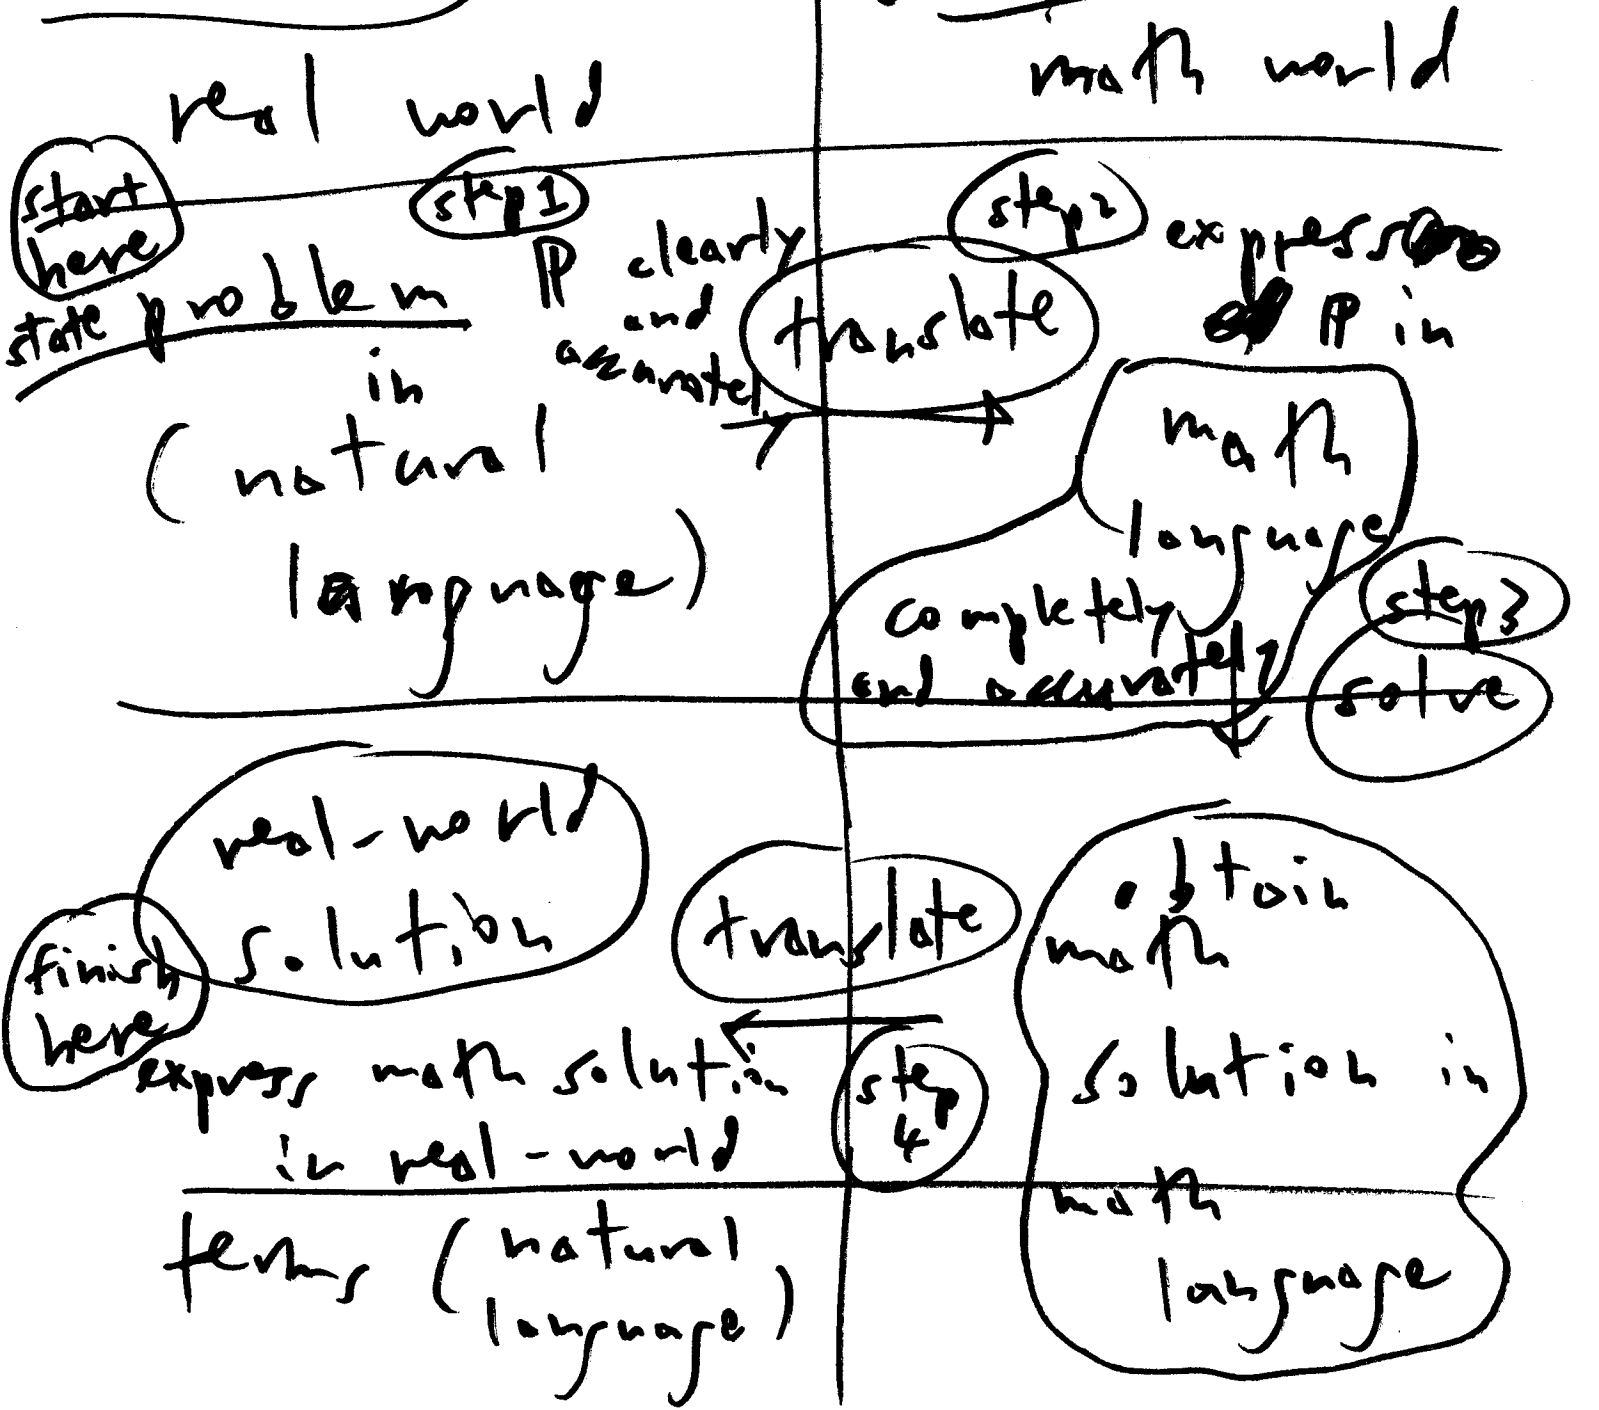 real world
math world
start
here
step 1
step 2
state problem
ℙ clearly
and
accurately
translate
express
ℙ in
in
(natural
language)
math
language
completely
and accurately
step 3
solve
real-world
solution
finish
here
translate
obtain
math
solution in
math
language
step
4
express math solution
in real-world
terms (natural
language)